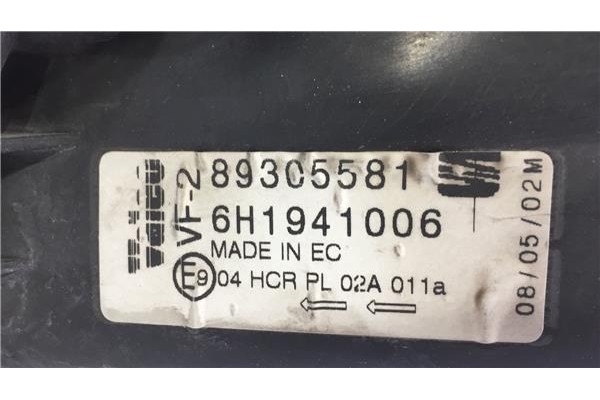 Valeo
VF-2
89305581
6H1941006
MADE IN EC
E9 04 HCR PL 02A 011a
08/05/02M